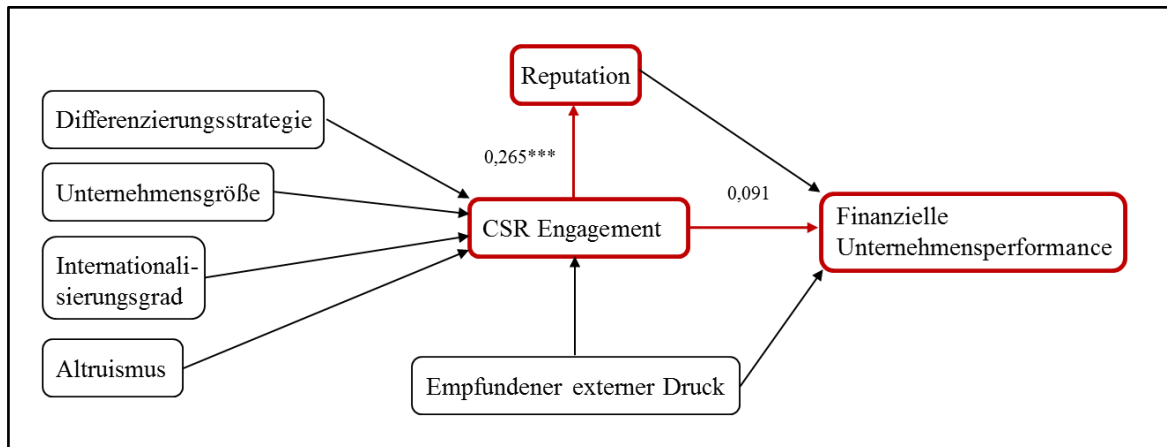 Reputation
Differenzierungsstrategie
0,265***
Unternehmensgröße
0,091
CSR Engagement
Finanzielle
Unternehmensperformance
Internationali-
sierungsgrad
Altruismus
Empfundener externer Druck